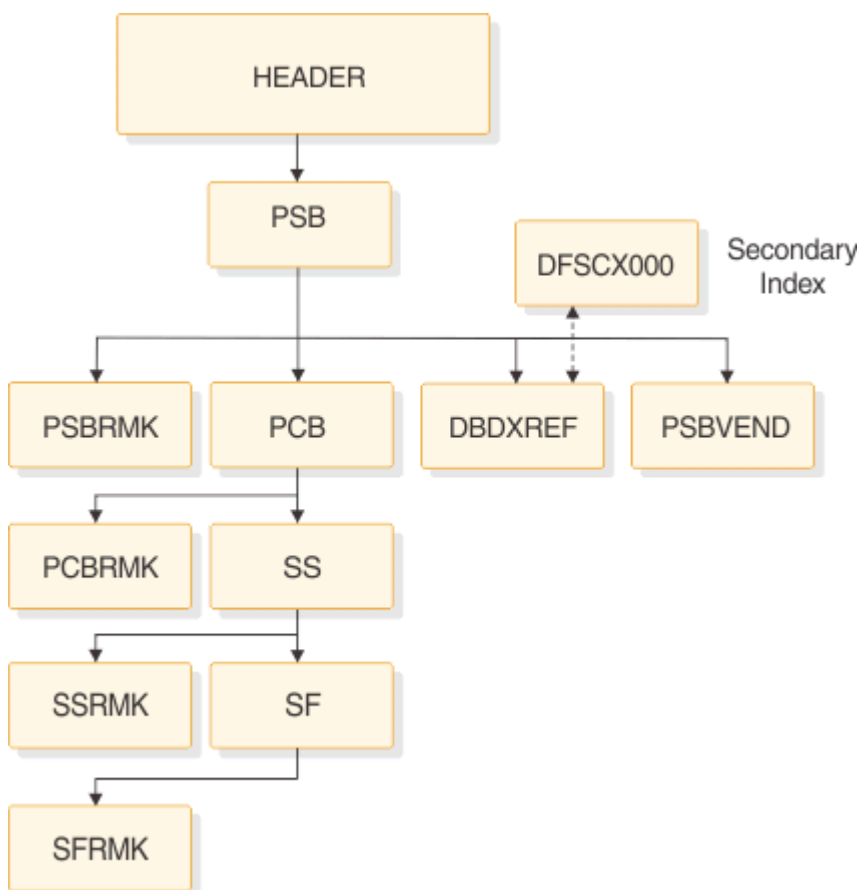 HEADER
PSB
DFSCX000
Secondary
Index
PSBRMK
PCB
DBDXREF
PSBVEND
PCBRMK
SS
SSRMK
SF
SFRMK